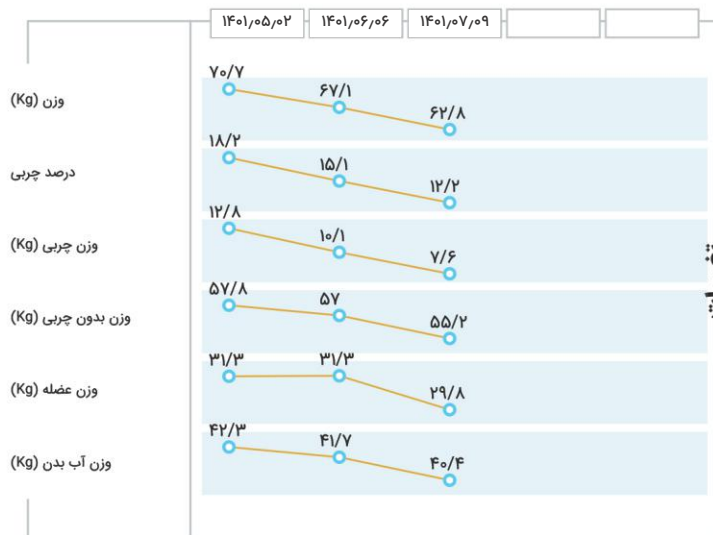 ۱۴۰۱/۰۵/۰۲ ۱۴۰۱/۰۶/۰۶ ۱۴۰۱/۰۷/۰۹
وزن (Kg)
۷۰/۷ ۶۷/۱ ۶۲/۸
درصد چربی
۱۸/۲ ۱۵/۱ ۱۲/۲
وزن چربی (Kg)
۱۲/۸ ۱۰/۱ ۷/۶
وزن بدون چربی (Kg)
۵۷/۸ ۵۷ ۵۵/۲
وزن عضله (Kg)
۳۱/۳ ۳۱/۳ ۲۹/۸
وزن آب بدن (Kg)
۴۲/۳ ۴۱/۷ ۴۰/۴